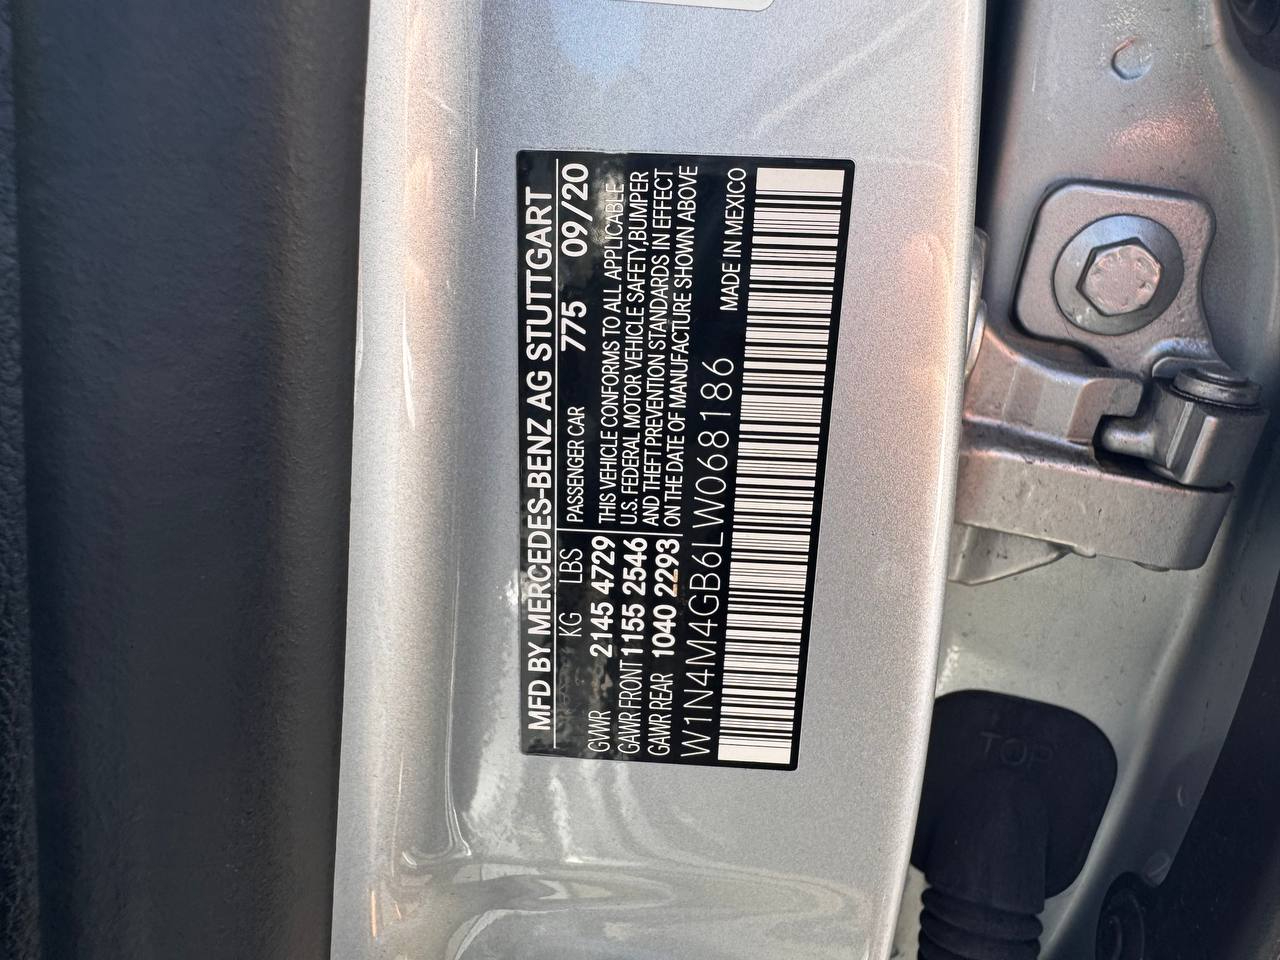 MFD BY MERCEDES-BENZ AG STUTTGART
KG LBS PASSENGER CAR 775 09/20
GVWR 2145 4729 THIS VEHICLE CONFORMS TO ALL APPLICABLE
GAWR FRONT 1155 2546 U.S. FEDERAL MOTOR VEHICLE SAFETY,BUMPER
GAWR REAR 1040 2293 AND THEFT PREVENTION STANDARDS IN EFFECT
ON THE DATE OF MANUFACTURE SHOWN ABOVE
W1N4M4GB6LW068186 MADE IN MEXICO
TOP